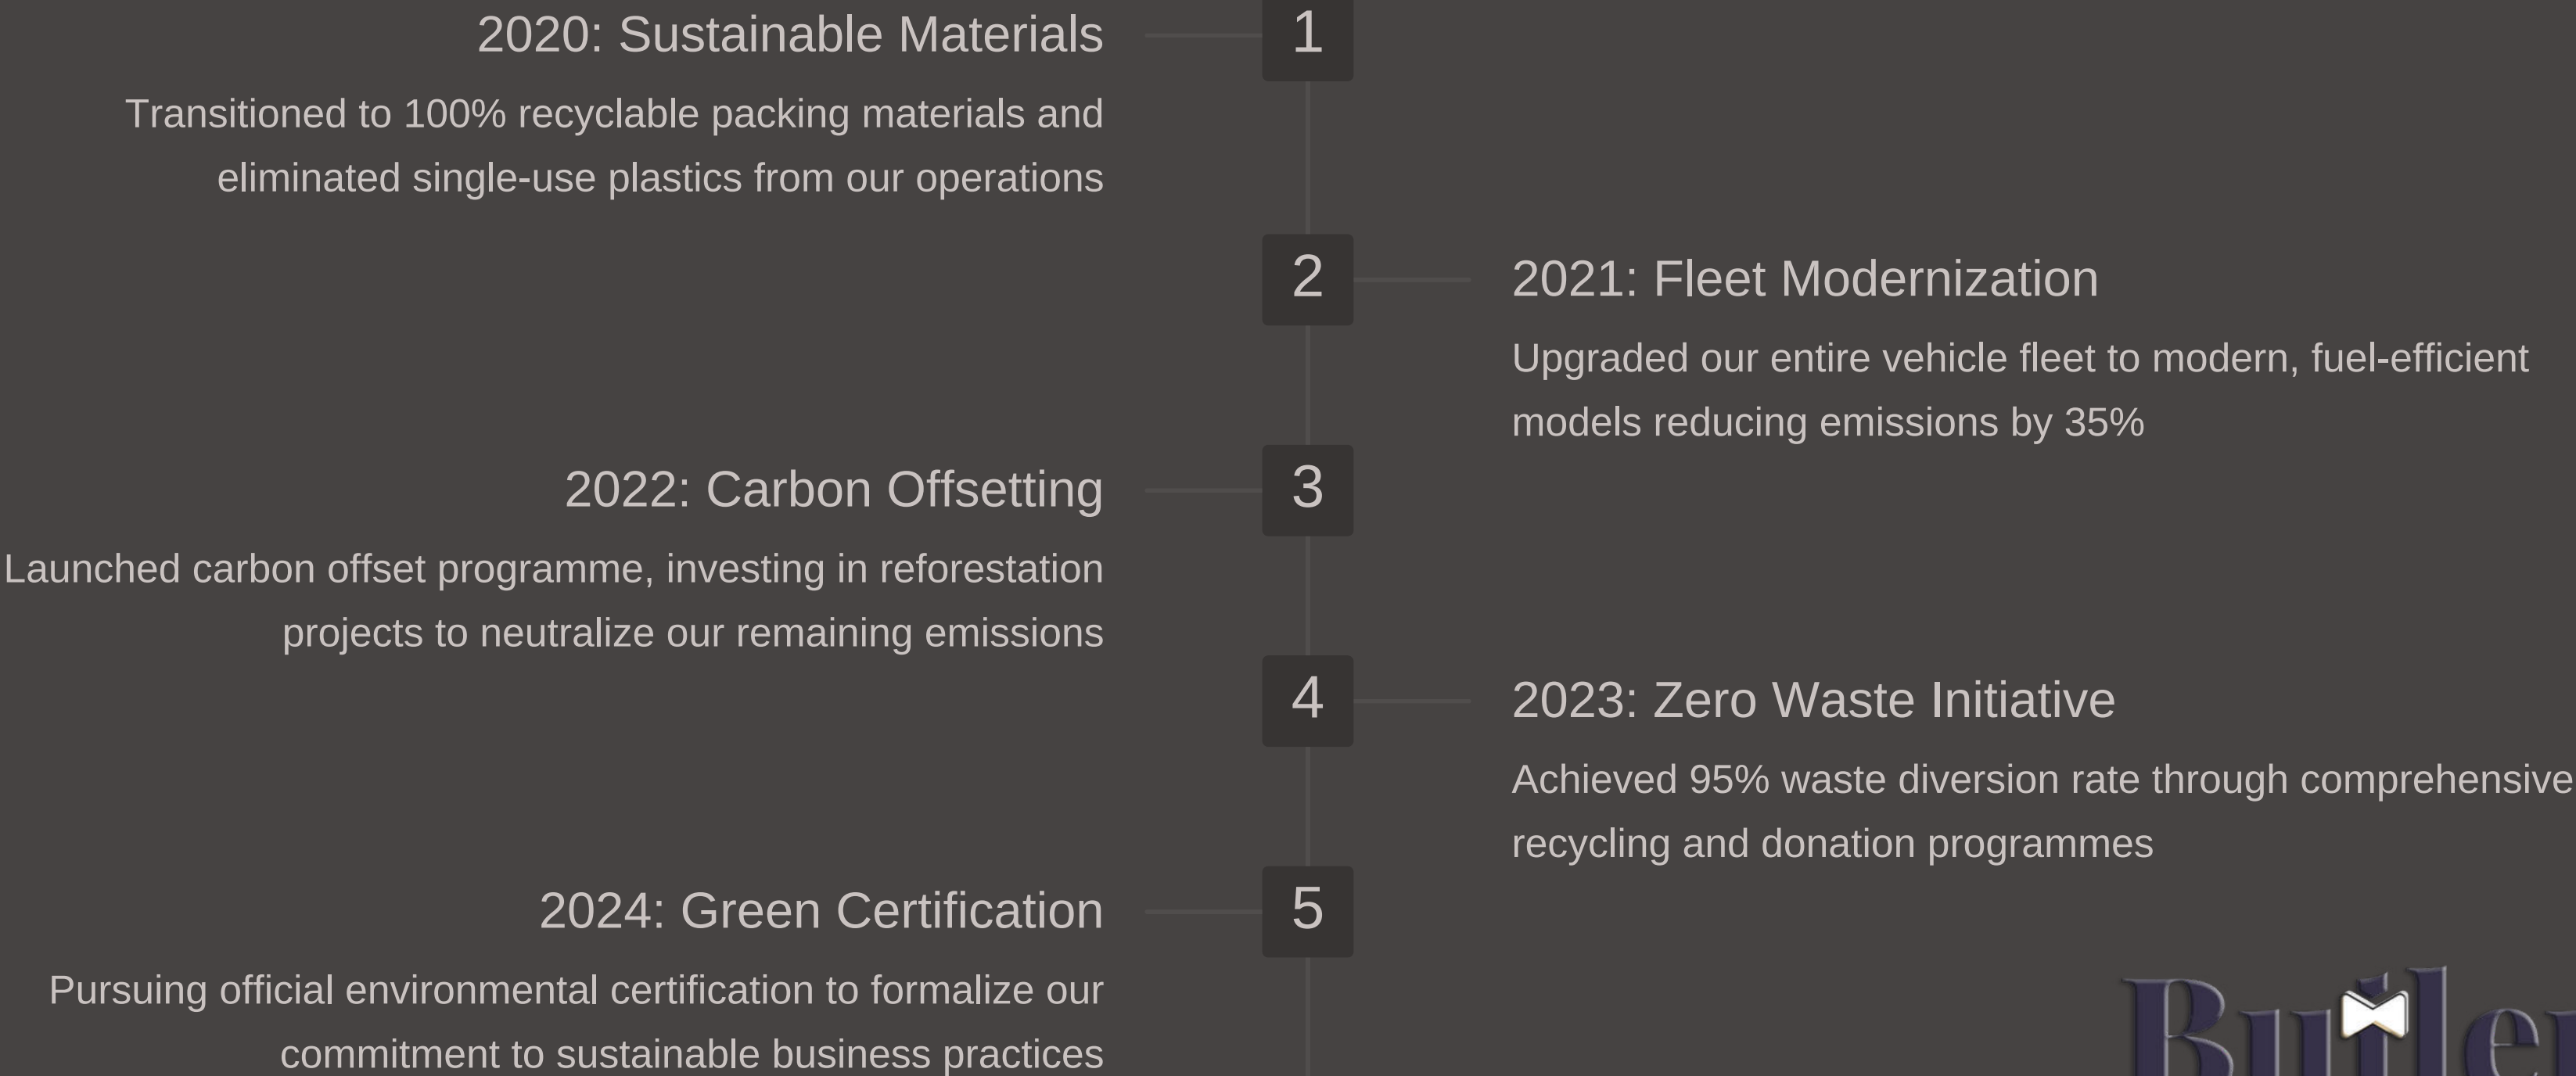 2020: Sustainable Materials
1
Transitioned to 100% recyclable packing materials and
eliminated single-use plastics from our operations
2
2021: Fleet Modernization
Upgraded our entire vehicle fleet to modern, fuel-efficient
models reducing emissions by 35%
2022: Carbon Offsetting
3
Launched carbon offset programme, investing in reforestation
projects to neutralize our remaining emissions
4
2023: Zero Waste Initiative
Achieved 95% waste diversion rate through comprehensive
recycling and donation programmes
2024: Green Certification
5
Pursuing official environmental certification to formalize our
commitment to sustainable business practices
Butler